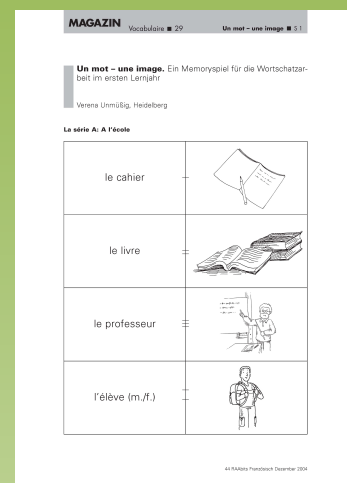 MAGAZIN Vocabulaire ■ 29 Un mot – une image ■ S 1
Un mot – une image. Ein Memoryspiel für die Wortschatzar-
beit im ersten Lernjahr
Verena Unmüßig, Heidelberg
La série A: A l’école
le cahier
le livre
le professeur
l’élève (m./f.)
44 RAAbits Französisch Dezember 2004